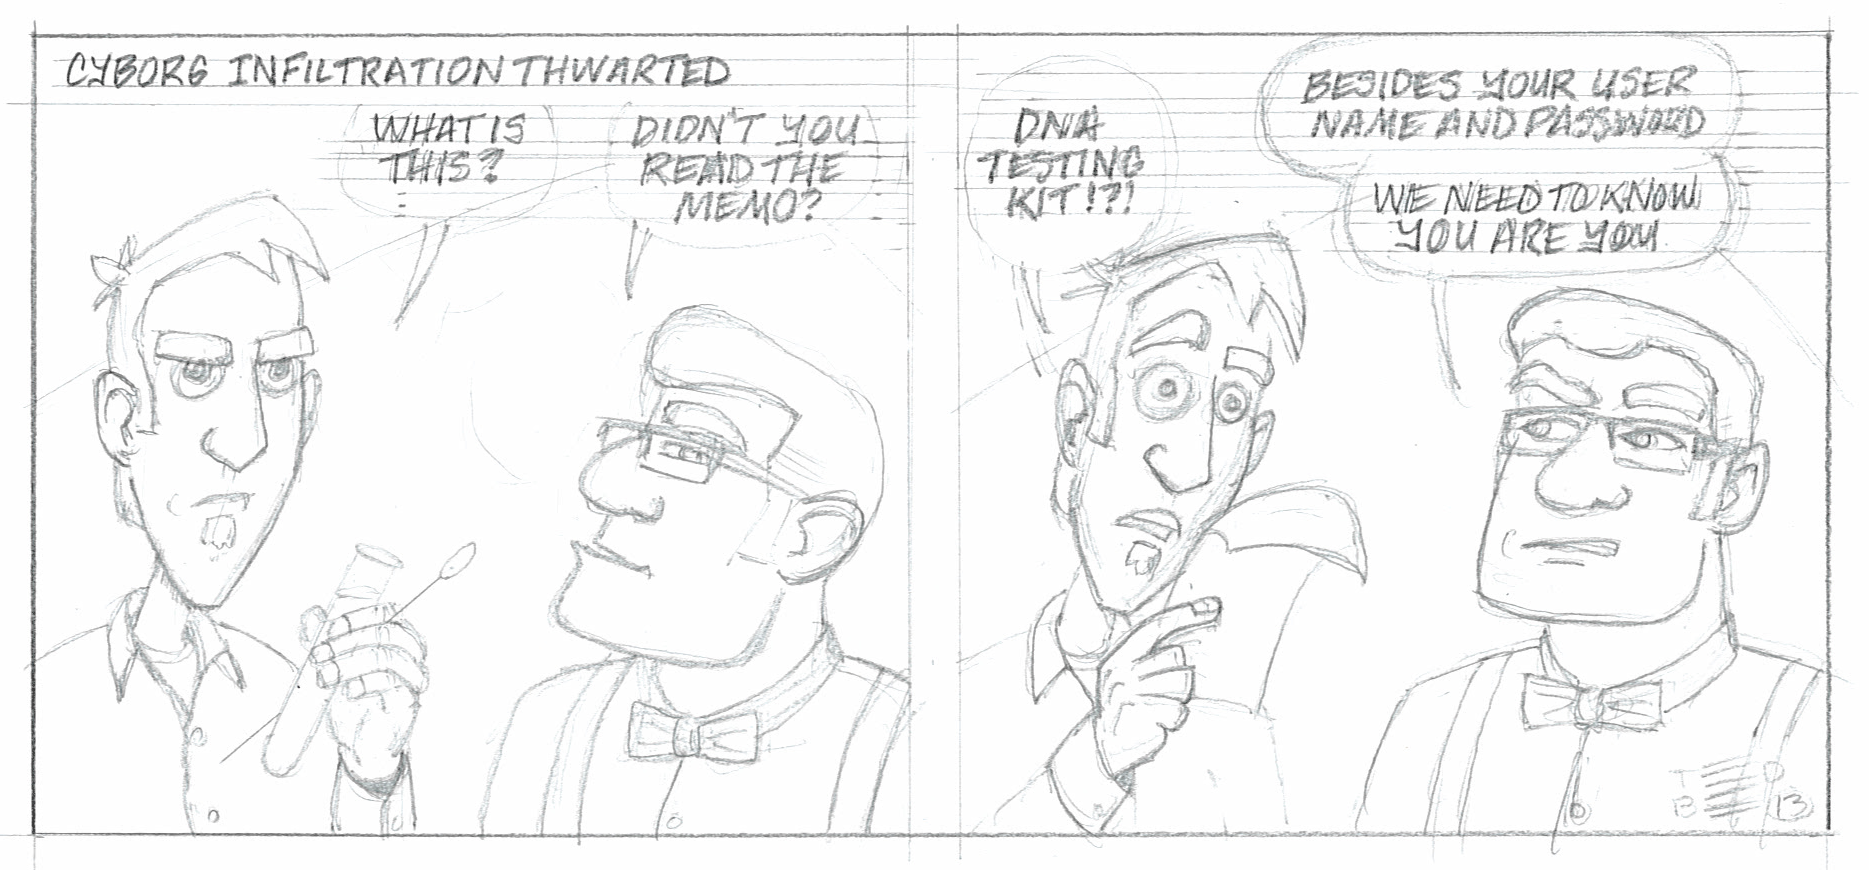 CYBORG INFILTRATION THWARTED
WHAT IS
THIS?
DIDN'T YOU
READ THE
MEMO?
DNA
TESTING
KIT!?!
BESIDES YOUR USER
NAME AND PASSWORD
WE NEED TO KNOW
YOU ARE YOU
13